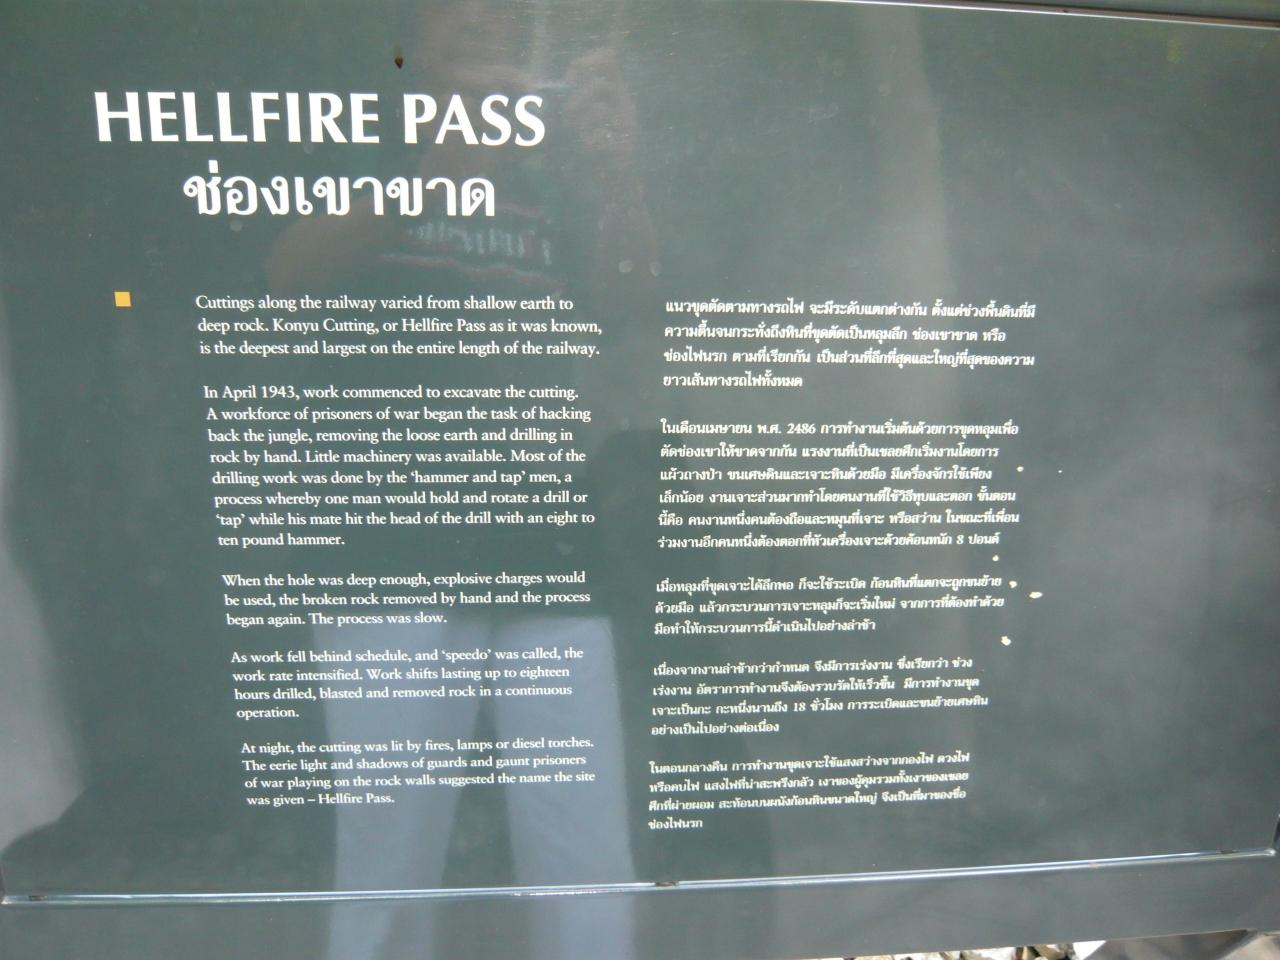 HELLFIRE PASS
ช่องเขาขาด
Cuttings along the railway varied from shallow earth to
deep rock. Konyu Cutting, or Hellfire Pass as it was known,
is the deepest and largest on the entire length of the railway.
In April 1943, work commenced to excavate the cutting.
A workforce of prisoners of war began the task of hacking
back the jungle, removing the loose earth and drilling in
rock by hand. Little machinery was available. Most of the
drilling work was done by the ‘hammer and tap’ men, a
process whereby one man would hold and rotate a drill or
‘tap’ while his mate hit the head of the drill with an eight to
ten pound hammer.
When the hole was deep enough, explosive charges would
be used, the broken rock removed by hand and the process
began again. The process was slow.
As work fell behind schedule, and ‘speedo’ was called, the
work rate intensified. Work shifts lasting up to eighteen
hours drilled, blasted and removed rock in a continuous
operation.
At night, the cutting was lit by fires, lamps or diesel torches.
The eerie light and shadows of guards and gaunt prisoners
of war playing on the rock walls suggested the name the site
was given – Hellfire Pass.
แนวขุดตัดตามทางรถไฟ จะมีระดับแตกต่างกัน ตั้งแต่ช่วงพื้นดินที่มี
ความตื้นจนกระทั่งถึงหินที่ขุดตัดเป็นหลุมลึก ช่องเขาขาด หรือ
ช่องไฟนรก ตามที่เรียกกัน เป็นส่วนที่ลึกที่สุดและใหญ่ที่สุดของความ
ยาวเส้นทางรถไฟทั้งหมด
ในเดือนเมษายน พ.ศ. 2486 การทำงานเริ่มต้นด้วยการขุดหลุมเพื่อ
ตัดช่องเขาให้ขาดจากกัน แรงงานที่เป็นเชลยศึกเริ่มงานโดยการ
แผ้วถางป่า ขนเศษดินและเจาะหินด้วยมือ มีเครื่องจักรใช้เพียง
เล็กน้อย งานเจาะส่วนมากทำโดยคนงานที่ใช้วิธีทุบและตอก ขั้นตอน
นี้คือ คนงานหนึ่งคนต้องถือและหมุนที่เจาะ หรือสว่าน ในขณะที่เพื่อน
ร่วมงานอีกคนหนึ่งต้องตอกที่หัวเครื่องเจาะด้วยค้อนหนัก 8 ปอนด์
เมื่อหลุมที่ขุดเจาะได้ลึกพอ ก็จะใช้ระเบิด ก้อนหินที่แตกจะถูกขนย้าย
ด้วยมือ แล้วกระบวนการเจาะหลุมก็จะเริ่มใหม่ จากการที่ต้องทำด้วย
มือทำให้กระบวนการนี้ดำเนินไปอย่างล่าช้า
เนื่องจากงานล่าช้ากว่ากำหนด จึงมีการเร่งงาน ซึ่งเรียกว่า ช่วง
เร่งงาน อัตราการทำงานจึงต้องรวบรัดให้เร็วขึ้น มีการทำงานขุด
เจาะเป็นกะ กะหนึ่งนานถึง 18 ชั่วโมง การระเบิดและขนย้ายเศษหิน
อย่างเป็นไปอย่างต่อเนื่อง
ในตอนกลางคืน การทำงานขุดเจาะใช้แสงสว่างจากกองไฟ ดวงไฟ
หรือคบไฟ แสงไฟที่น่าสะพรึงกลัว เงาของผู้คุมรวมทั้งเงาของเชลย
ศึกที่ผ่ายผอม สะท้อนบนผนังก้อนหินขนาดใหญ่ จึงเป็นที่มาของชื่อ
ช่องไฟนรก